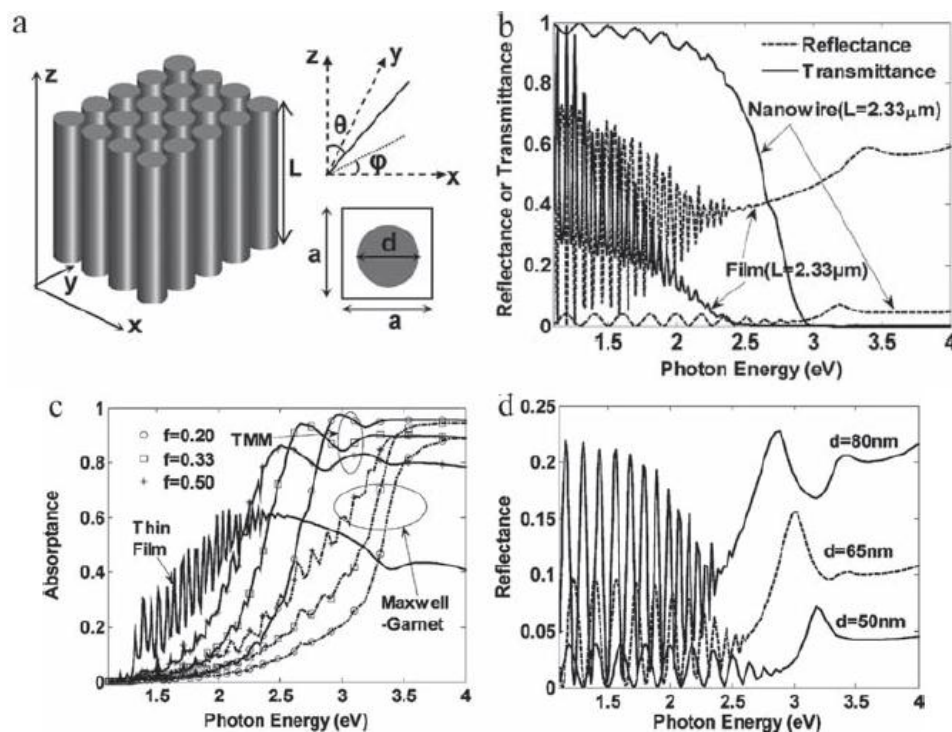 a
z
y
x
L
z
y
θ
φ
x
a
d
a
b
Reflectance or Transmittance
1
0.8
0.6
0.4
0.2
0
Reflectance
Transmittance
Nanowire(L=2.33μm)
Film(L=2.33μm)
1.5 2 2.5 3 3.5 4
Photon Energy (eV)
c
Absorptance
1
0.8
0.6
0.4
0.2
0
f=0.20
f=0.33
f=0.50
TMM
Thin
Film
Maxwell
-Garnet
1.5 2 2.5 3 3.5 4
Photon Energy (eV)
d
Reflectance
0.25
0.2
0.15
0.1
0.05
0
d=80nm
d=65nm
d=50nm
1.5 2 2.5 3 3.5 4
Photon Energy (eV)